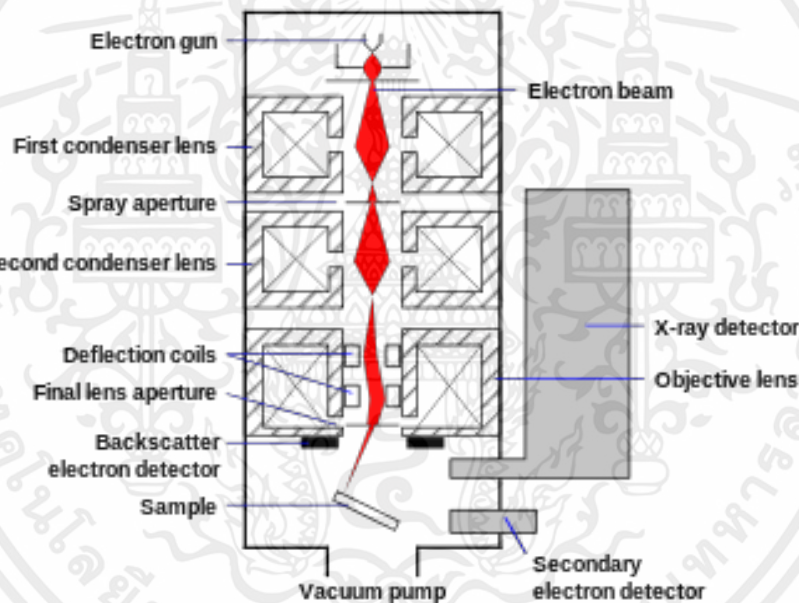 Electron gun
Electron beam
First condenser lens
Spray aperture
econd condenser lens
X-ray detector
Deflection coils
Objective lens
Final lens aperture
Backscatter
electron detector
Sample
Secondary
electron detector
Vacuum pump